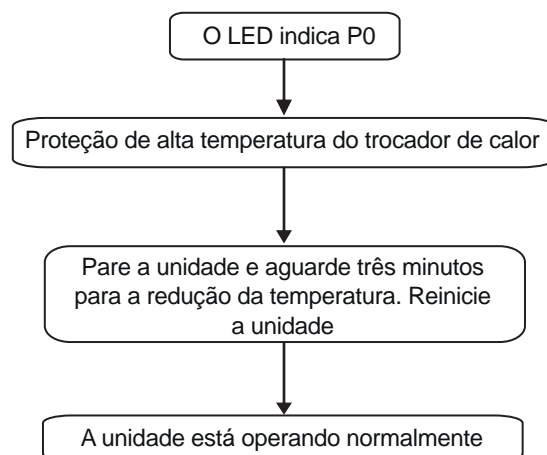 O LED indica P0
Proteção de alta temperatura do trocador de calor
Pare a unidade e aguarde três minutos
para a redução da temperatura. Reinicie
a unidade
A unidade está operando normalmente